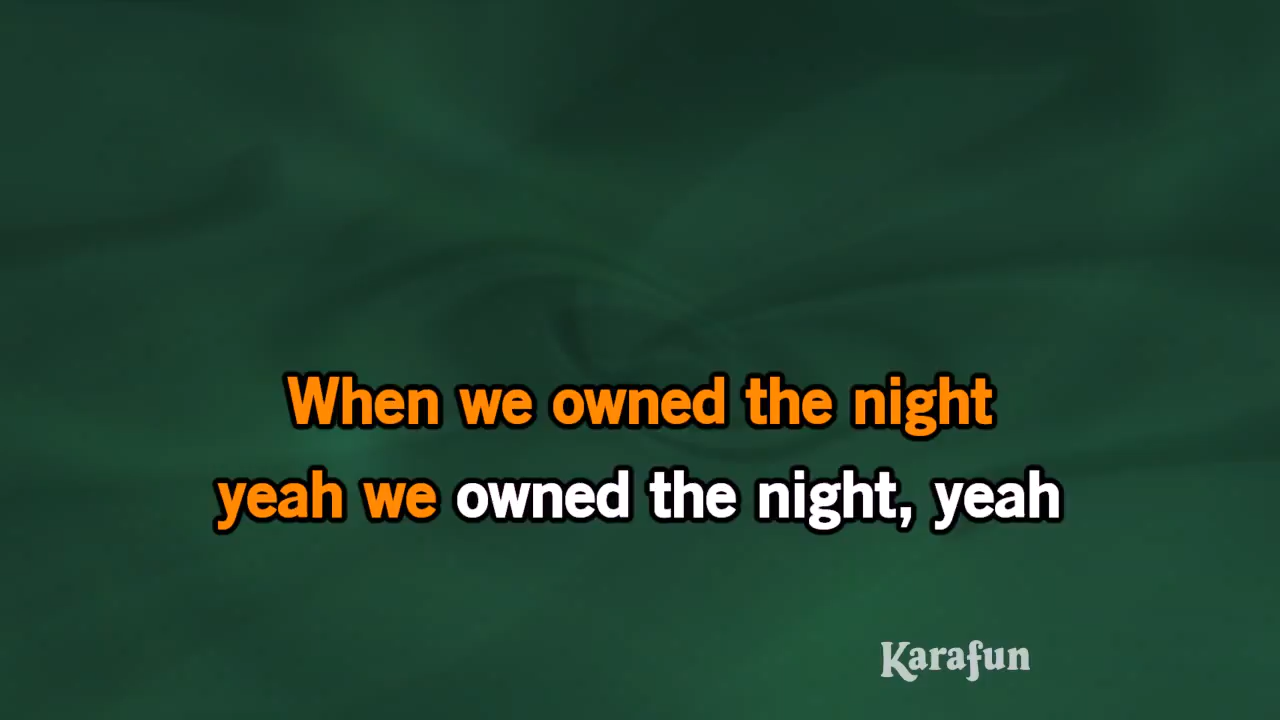 When we owned the night
yeah we owned the night, yeah
Karafun